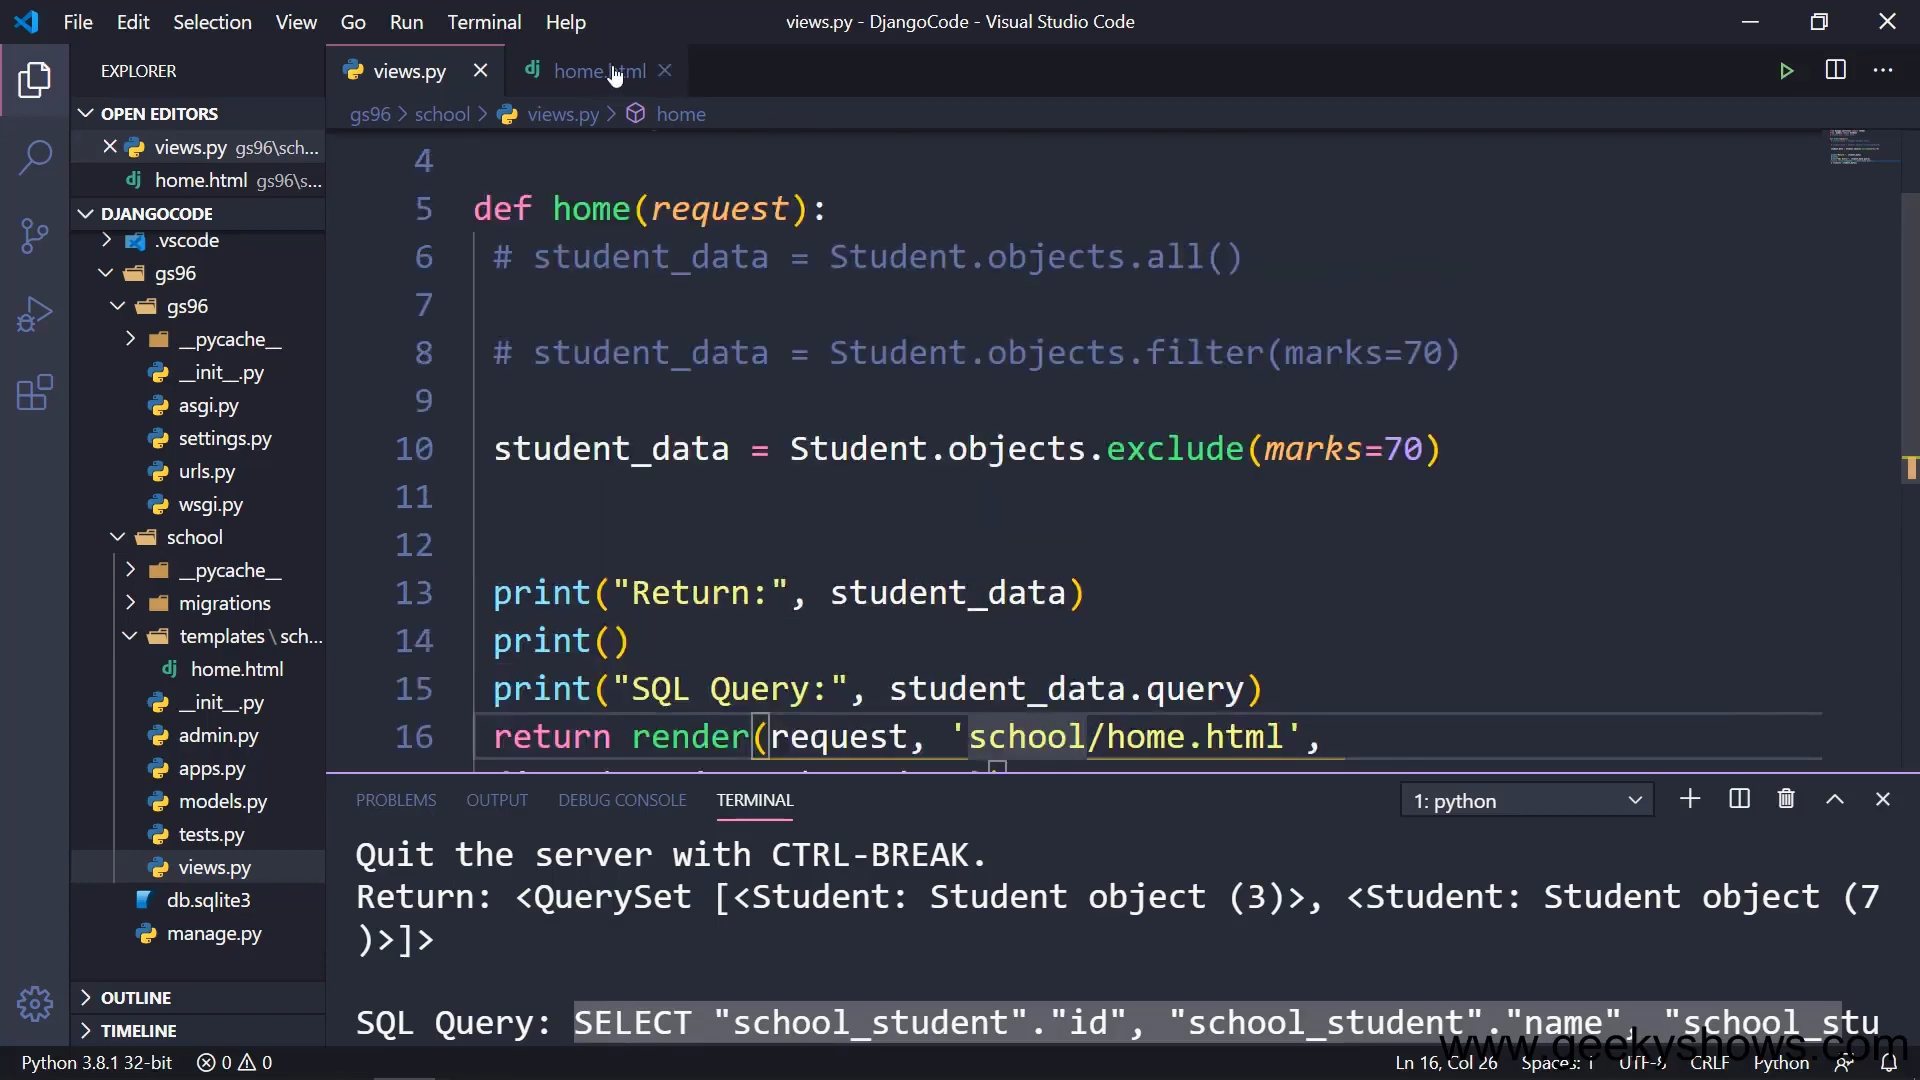 File Edit Selection View Go Run Terminal Help
views.py - DjangoCode - Visual Studio Code
EXPLORER
OPEN EDITORS
views.py gs96\sch...
home.html gs96\s...
DJANGOCODE
.vscode
gs96
gs96
__pycache__
__init__.py
asgi.py
settings.py
urls.py
wsgi.py
school
__pycache__
migrations
templates\sch...
home.html
__init__.py
admin.py
apps.py
models.py
tests.py
views.py
db.sqlite3
manage.py
OUTLINE
TIMELINE
views.py
home.html
gs96 > school > views.py > home
4
5 def home(request):
6 # student_data = Student.objects.all()
7
8 # student_data = Student.objects.filter(marks=70)
9
10 student_data = Student.objects.exclude(marks=70)
11
12
13 print("Return:", student_data)
14 print()
15 print("SQL Query:", student_data.query)
16 return render(request, 'school/home.html',
PROBLEMS OUTPUT DEBUG CONSOLE TERMINAL
1: python
Quit the server with CTRL-BREAK.
Return: <QuerySet [<Student: Student object (3)>, <Student: Student object (7
)>]>
SQL Query: SELECT "school_student"."id", "school_student"."name", "school_stu
www.geekyshows.com
Python 3.8.1 32-bit 0 0 Ln 16, Col 26 Spaces: 1 UTF-8 CRLF Python